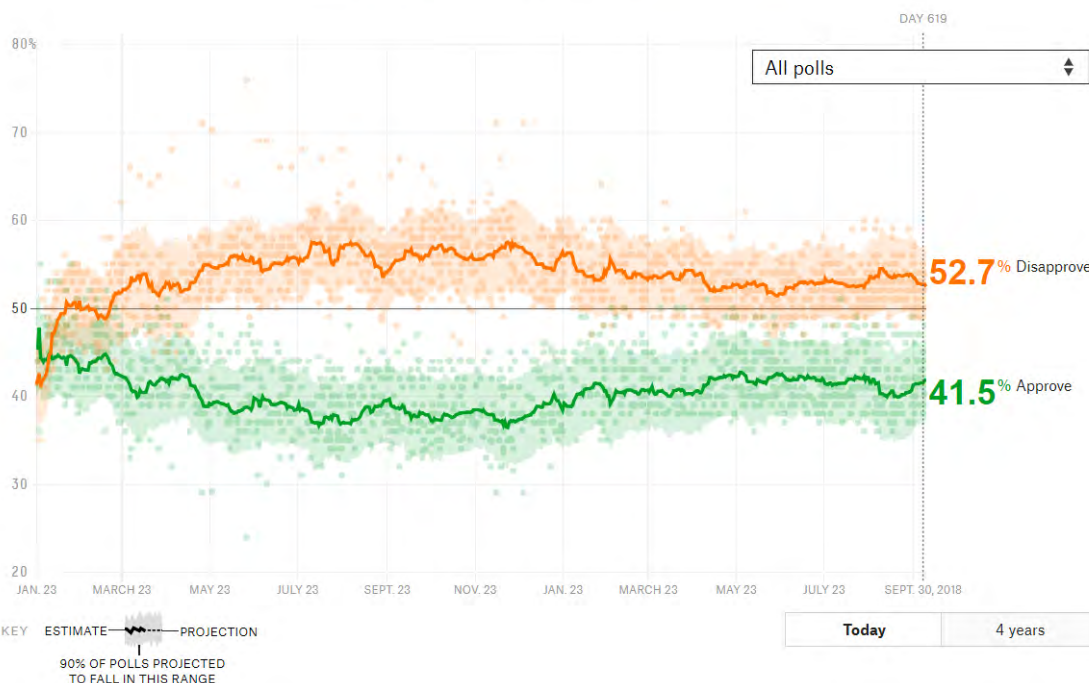 DAY 619
80%
All polls
70
60
52.7% Disapprove
50
41.5% Approve
40
30
20
JAN. 23 MARCH 23 MAY 23 JULY 23 SEPT. 23 NOV. 23 JAN. 23 MARCH 23 MAY 23 JULY 23 SEPT. 30, 2018
KEY ESTIMATE PROJECTION
90% OF POLLS PROJECTED
TO FALL IN THIS RANGE
Today 4 years